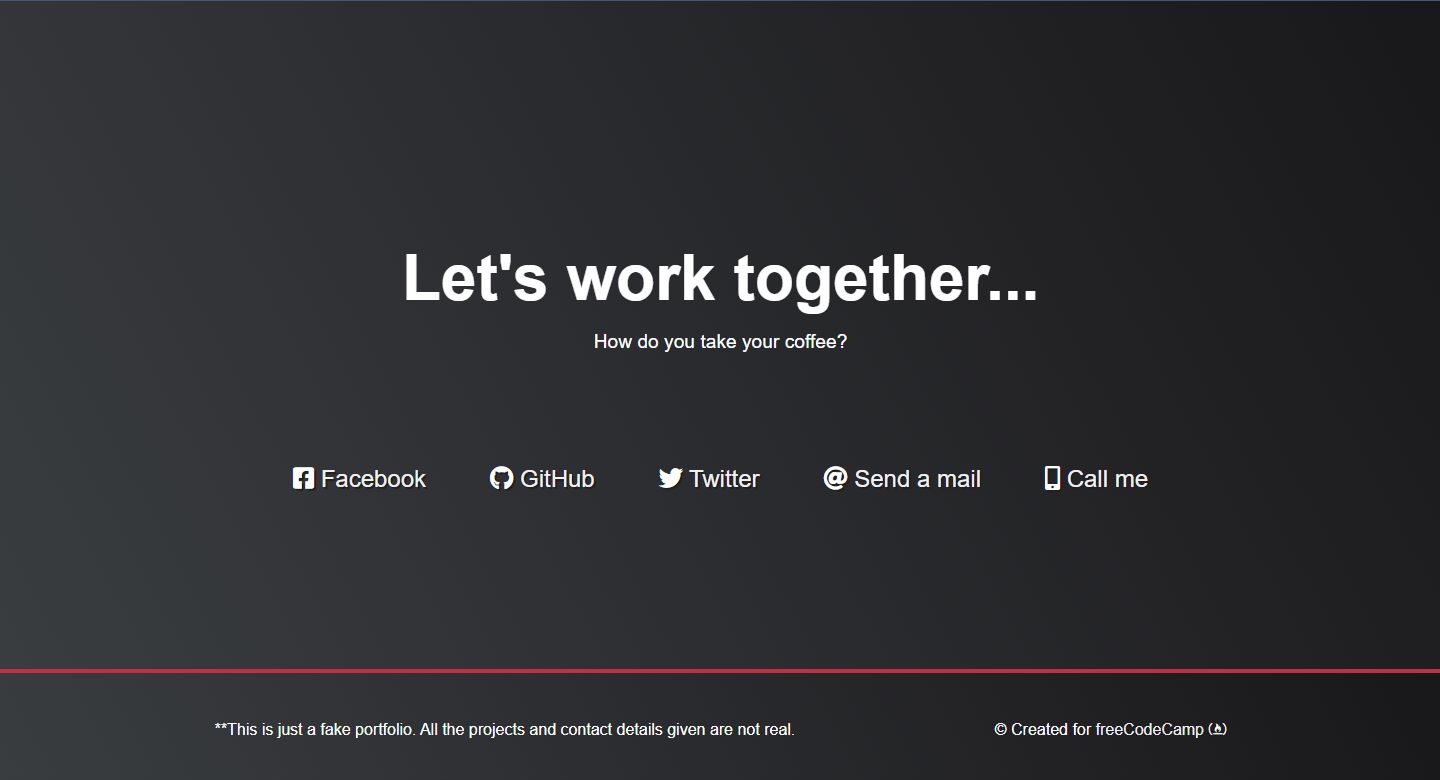 Let's work together...
How do you take your coffee?
Facebook GitHub Twitter Send a mail Call me
**This is just a fake portfolio. All the projects and contact details given are not real. © Created for freeCodeCamp